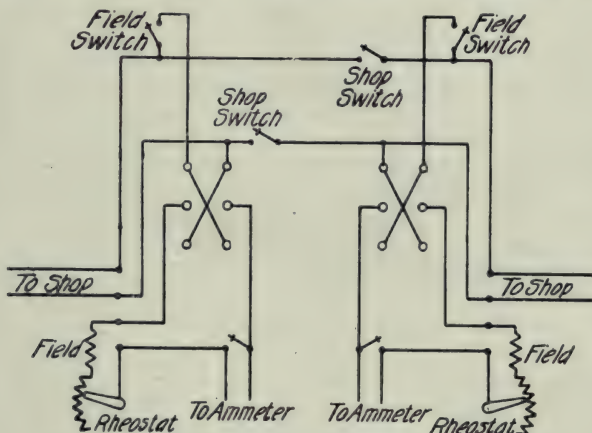 Field
Switch
Field
Switch
Shop
Switch
Shop
Switch
To Shop
To Shop
Field
Field
Rheostat
To Ammeter
To Ammeter
Rheostat